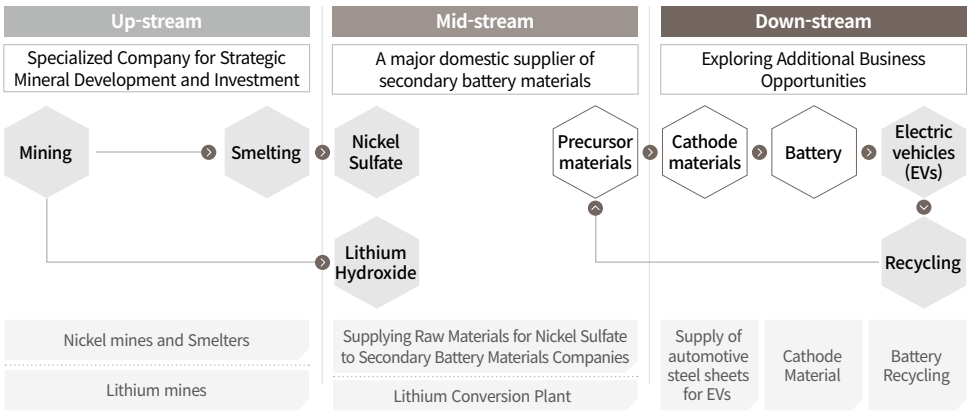 Up-stream
Mid-stream
Down-stream
Specialized Company for Strategic
Mineral Development and Investment
A major domestic supplier of
secondary battery materials
Exploring Additional Business
Opportunities
Mining
Smelting
Nickel
Sulfate
Precursor
materials
Cathode
materials
Battery
Electric
vehicles
(EVs)
Lithium
Hydroxide
Recycling
Nickel mines and Smelters
Lithium mines
Supplying Raw Materials for Nickel Sulfate
to Secondary Battery Materials Companies
Lithium Conversion Plant
Supply of
automotive
steel sheets
for EVs
Cathode
Material
Battery
Recycling